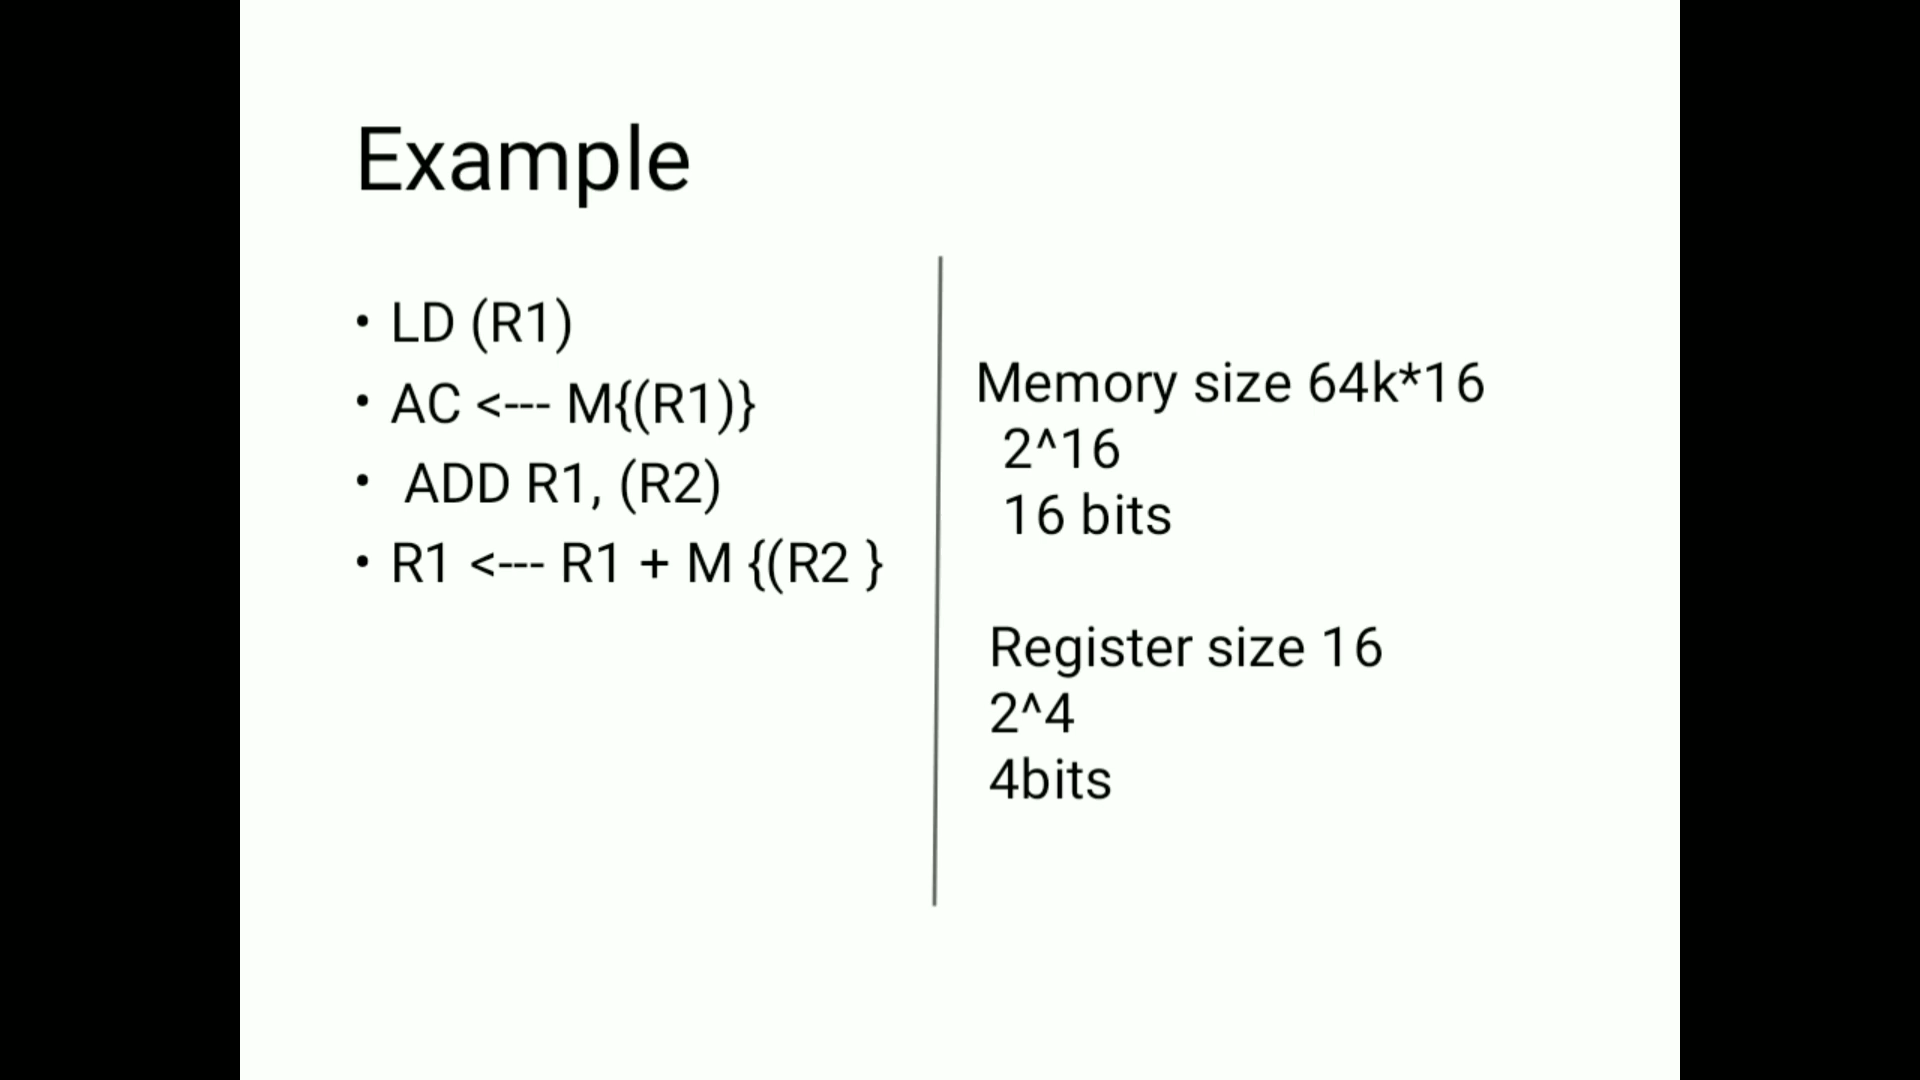 Example
• LD (R1)
• AC <--- M{(R1)}
• ADD R1, (R2)
• R1 <--- R1 + M {(R2 }
Memory size 64k*16
2^16
16 bits
Register size 16
2^4
4bits